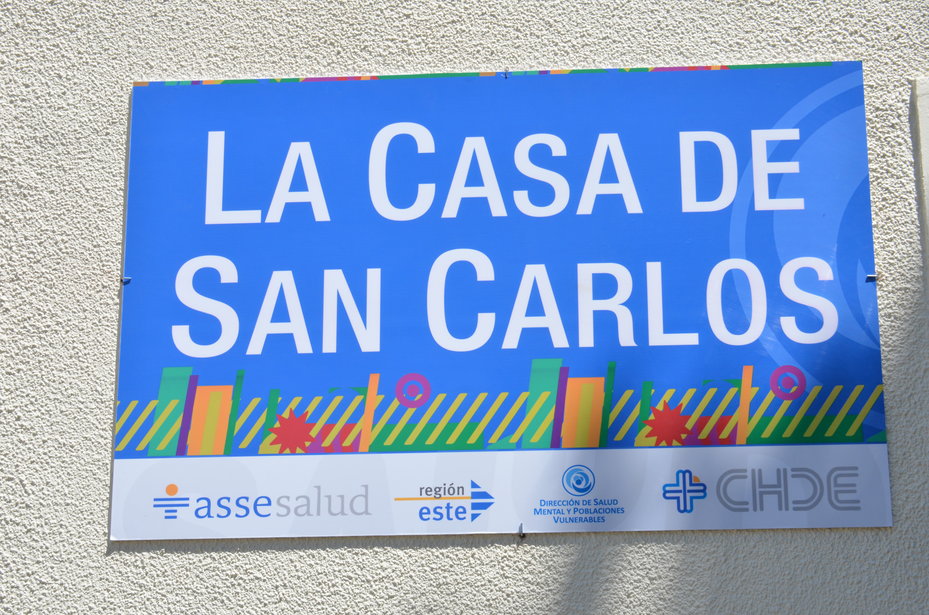 LA CASA DE
SAN CARLOS
assesalud
región
este
DIRECCIÓN DE SALUD
MENTAL Y POBLACIONES
VULNERABLES
CHDE